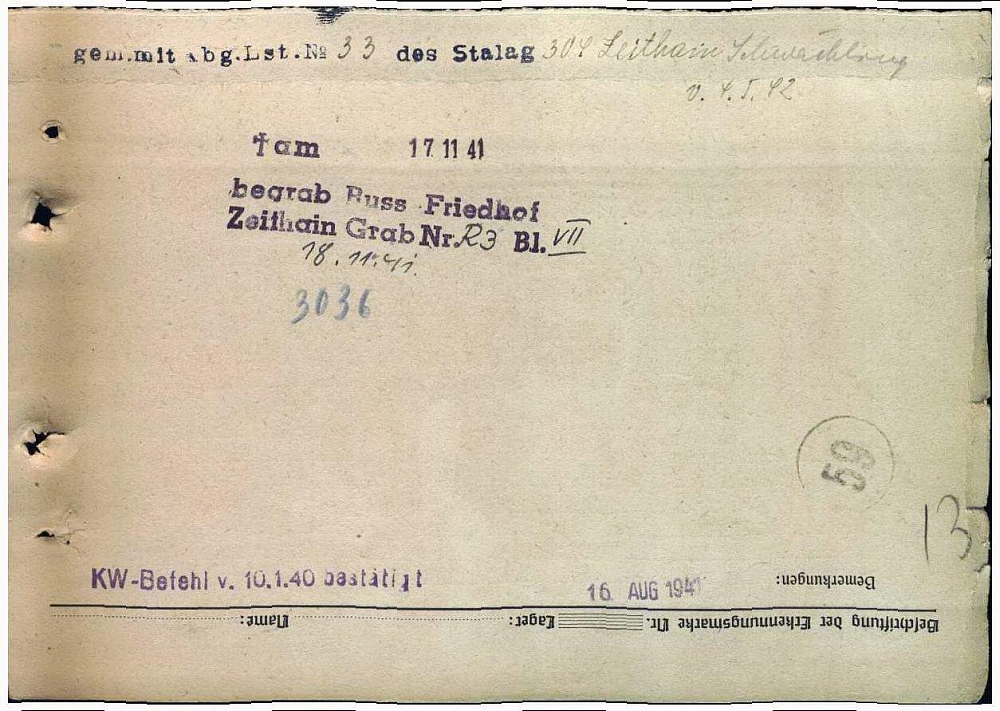 gem. mit Abg. Lst. № 33 des Stalag 304 Zeithain
v. 4.5.42
† am 17 11 41
begrab Russ Friedhof
Zeithain Grab Nr. R3 Bl. VII
18.11.41.
3036
59
13
KW-Befehl v. 10.1.40 bestätigt
16. AUG 1941
Bemerkungen:
Beschriftung der Erkennungsmarke Nr. Lager: Name: